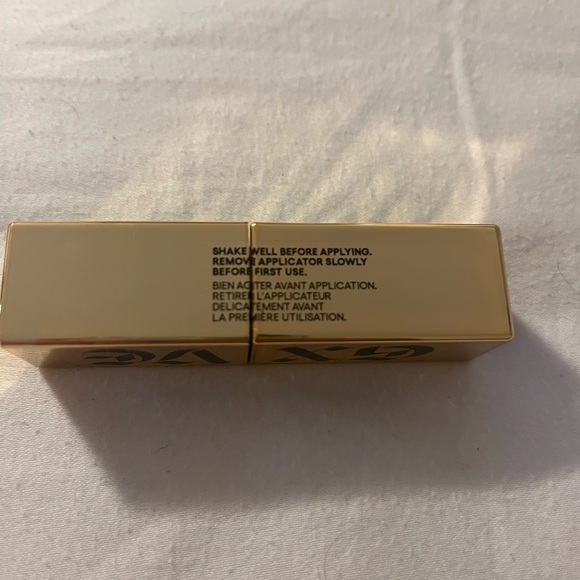 SHAKE WELL BEFORE APPLYING.
REMOVE APPLICATOR SLOWLY
BEFORE FIRST USE.
BIEN AGITER AVANT APPLICATION.
RETIRER L'APPLICATEUR
DÉLICATEMENT AVANT
LA PREMIÈRE UTILISATION.